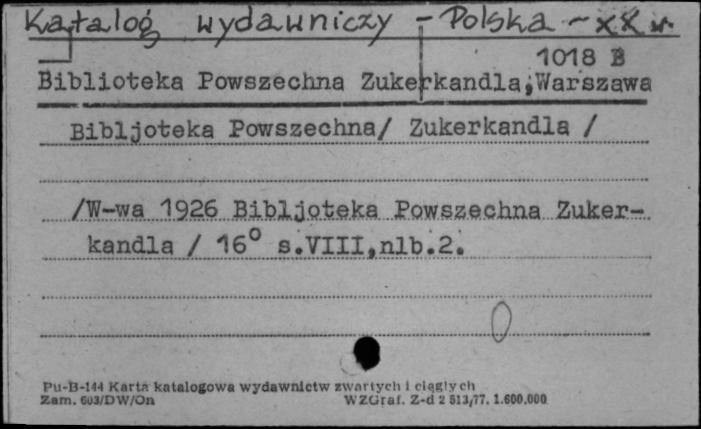 Katalog wydawniczy - Polska - XX w.
1018 B
Biblioteka Powszechna Zukerkandla, Warszawa
Bibljoteka Powszechna/ Zukerkandla /
/W-wa 1926 Bibljoteka Powszechna Zuker-
kandla / 16° s.VIII,nlb.2.
Pu-B-144 Karta katalogowa wydawnictw zwartych i ciągłych
Zam. 603/DW/On WZGraf. Z-d 2 513/77. 1.600.000